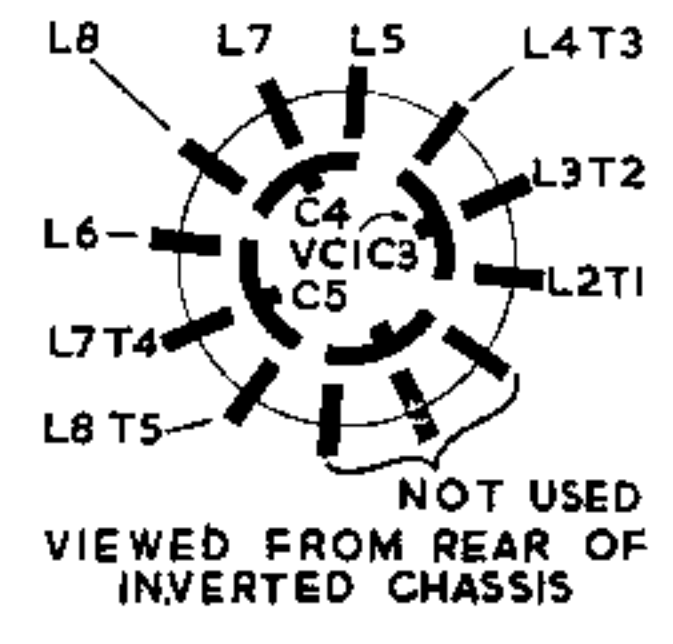 L8 L7 L5 L4T3
L3T2
C4
L6 VC1C3
C5 L2T1
L7T4
L8 T5
NOT USED
VIEWED FROM REAR OF
INVERTED CHASSIS